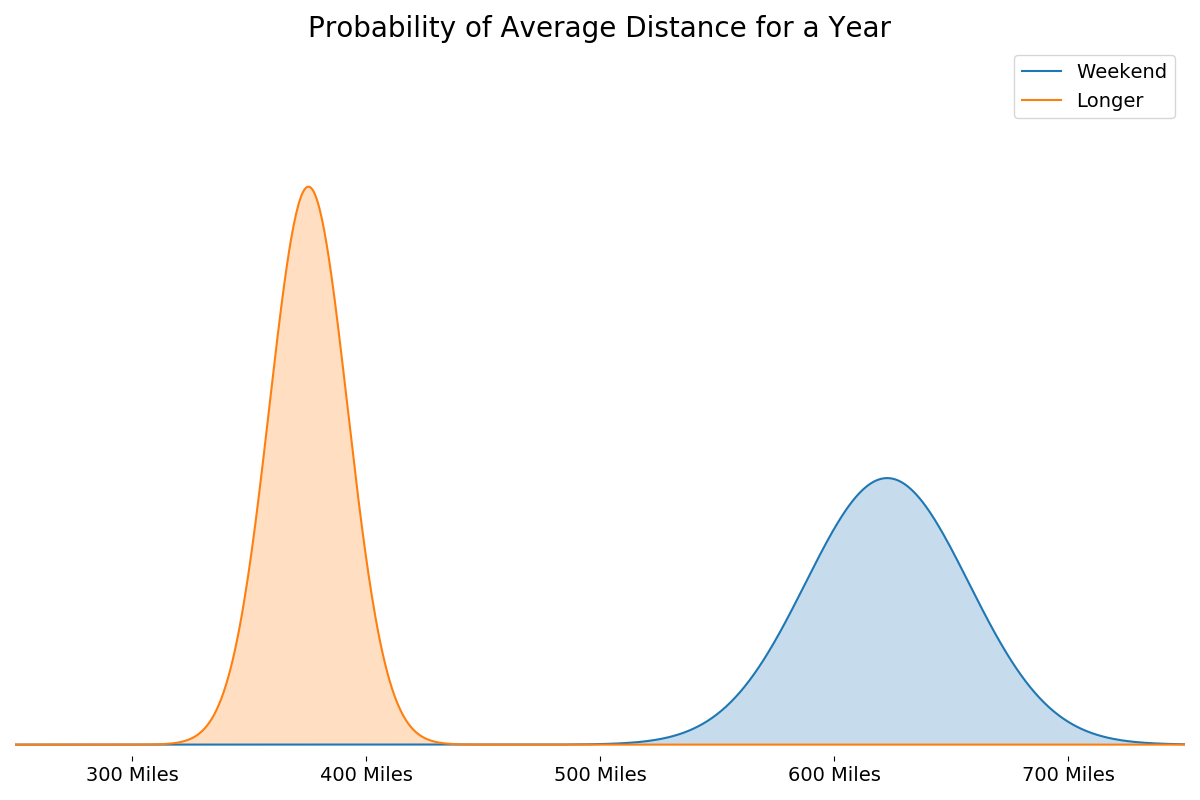 Probability of Average Distance for a Year
Weekend
Longer
300 Miles
400 Miles
500 Miles
600 Miles
700 Miles